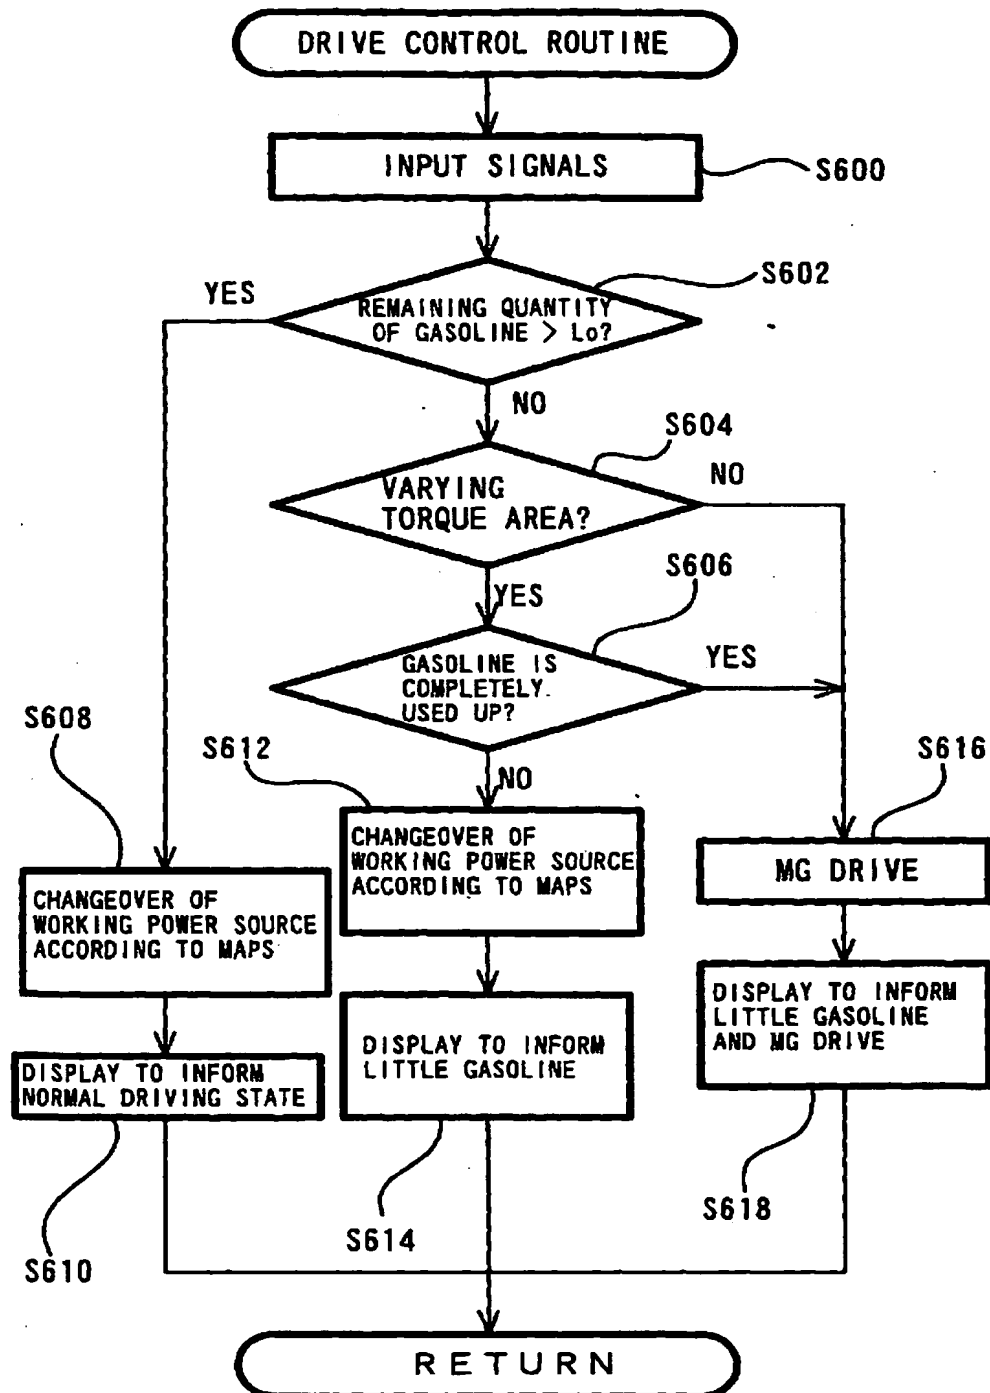 DRIVE CONTROL ROUTINE
INPUT SIGNALS
S600
S602
YES
REMAINING QUANTITY
OF GASOLINE > Lo?
NO
S604
NO
VARYING
TORQUE AREA?
S606
YES
YES
GASOLINE IS
COMPLETELY
USED UP?
S608
S612
S616
NO
CHANGEOVER OF
WORKING POWER SOURCE
ACCORDING TO MAPS
MG DRIVE
CHANGEOVER OF
WORKING POWER SOURCE
ACCORDING TO MAPS
DISPLAY TO INFORM
LITTLE GASOLINE
AND MG DRIVE
DISPLAY TO INFORM
LITTLE GASOLINE
DISPLAY TO INFORM
NORMAL DRIVING STATE
S618
S614
S610
RETURN